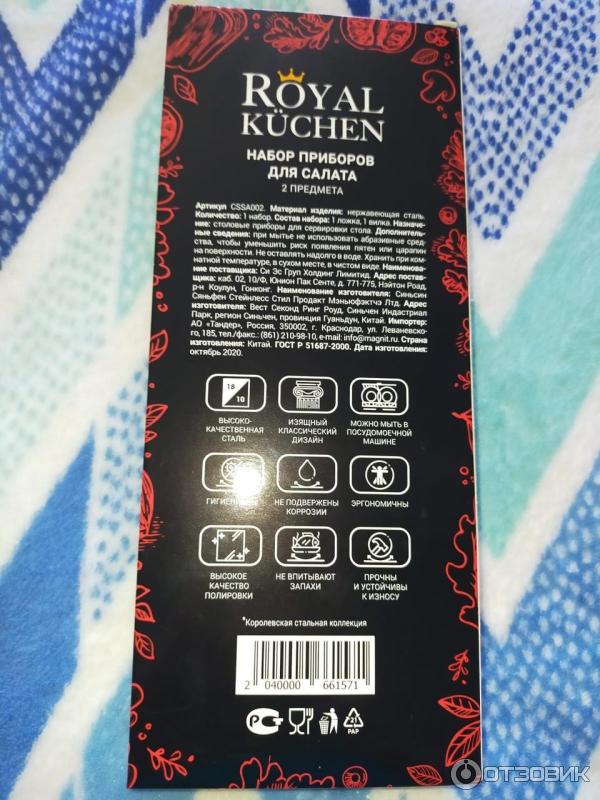 ROYAL
KÜCHEN
НАБОР ПРИБОРОВ
ДЛЯ САЛАТА
2 ПРЕДМЕТА
Артикул: CSSA002. Материал изделия: нержавеющая сталь.
Количество: 1 набор. Состав набора: 1 ложка, 1 вилка. Назначе-
ние: столовые приборы для сервировки стола. Дополнитель-
ные сведения: при мытье не использовать абразивные сред-
ства, чтобы уменьшить риск появления пятен или царапин
на поверхности. Не оставлять надолго в воде. Хранить при ком-
натной температуре, в сухом месте, в чистом виде. Наименова-
ние поставщика: Си Эс Груп Холдинг Лимитид. Адрес постав-
щика: каб. 02, 10/Ф, Юнион Пак Сенте, д. 771-775, Нэйтон Роад,
р-н Коулун, Гонконг. Наименование изготовителя: Синьсин
Сяньфен Стейнлесс Стил Продакт Мэньюфэктчэ Лтд. Адрес
изготовителя: Вест Секонд Ринг Роуд, Синьчен Индастриал
Парк, регион Синьчен, провинция Гуаньдун, Китай. Импортер:
АО «Тандер», Россия, 350002, г. Краснодар, ул. Леваневско-
го, 185, тел./факс.: (861) 210-98-10, e-mail: info@magnit.ru. Страна
изготовления: Китай. ГОСТ Р 51687-2000. Дата изготовления:
октябрь 2020.
18
10
ВЫСОКО-
КАЧЕСТВЕННАЯ
СТАЛЬ
ИЗЯЩНЫЙ
КЛАССИЧЕСКИЙ
ДИЗАЙН
МОЖНО МЫТЬ В
ПОСУДОМОЕЧНОЙ
МАШИНЕ
НЕ ПОДВЕРЖЕНЫ
КОРРОЗИИ
ЭРГОНОМИЧНЫ
ВЫСОКОЕ
КАЧЕСТВО
ПОЛИРОВКИ
НЕ ВПИТЫВАЮТ
ЗАПАХИ
ПРОЧНЫ
И УСТОЙЧИВЫ
К ИЗНОСУ
*Королевская стальная коллекция
2 040000 661571
21
PAP
ОТЗОВИК